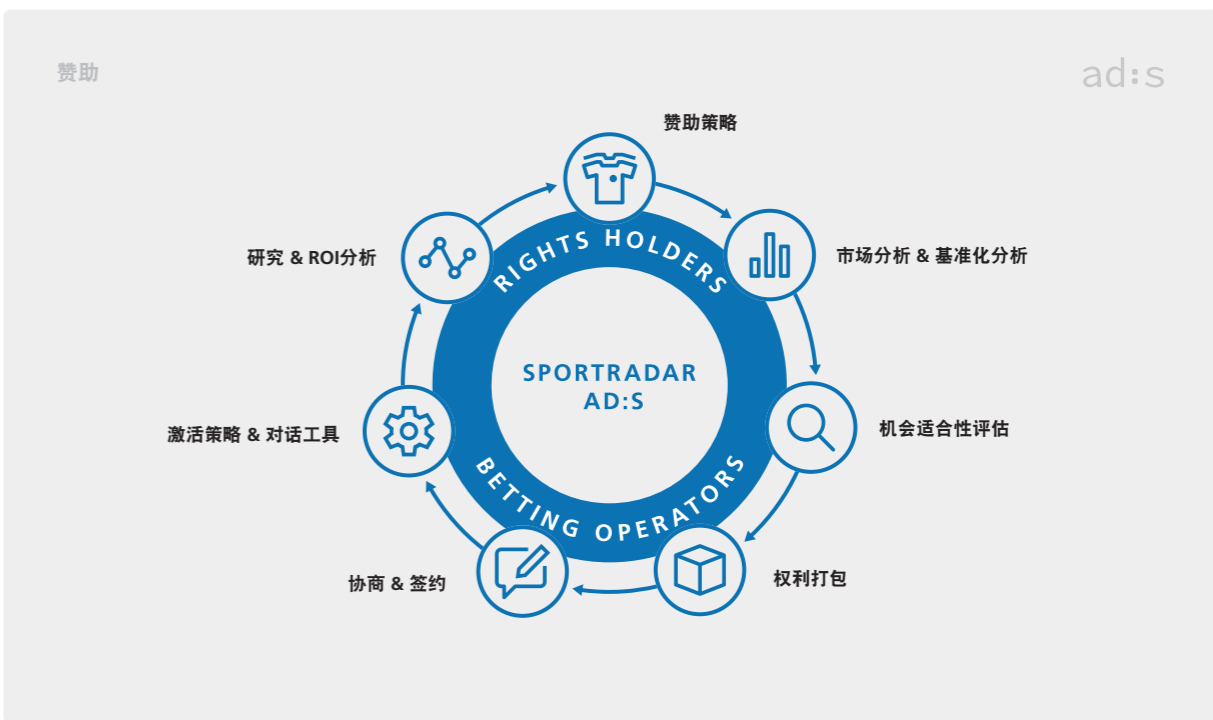 赞助
ad:s
赞助策略
市场分析 & 基准化分析
机会适合性评估
权利打包
协商 & 签约
激活策略 & 对话工具
研究 & ROI分析
RIGHTS HOLDERS
SPORTRADAR
AD:S
BETTING OPERATORS